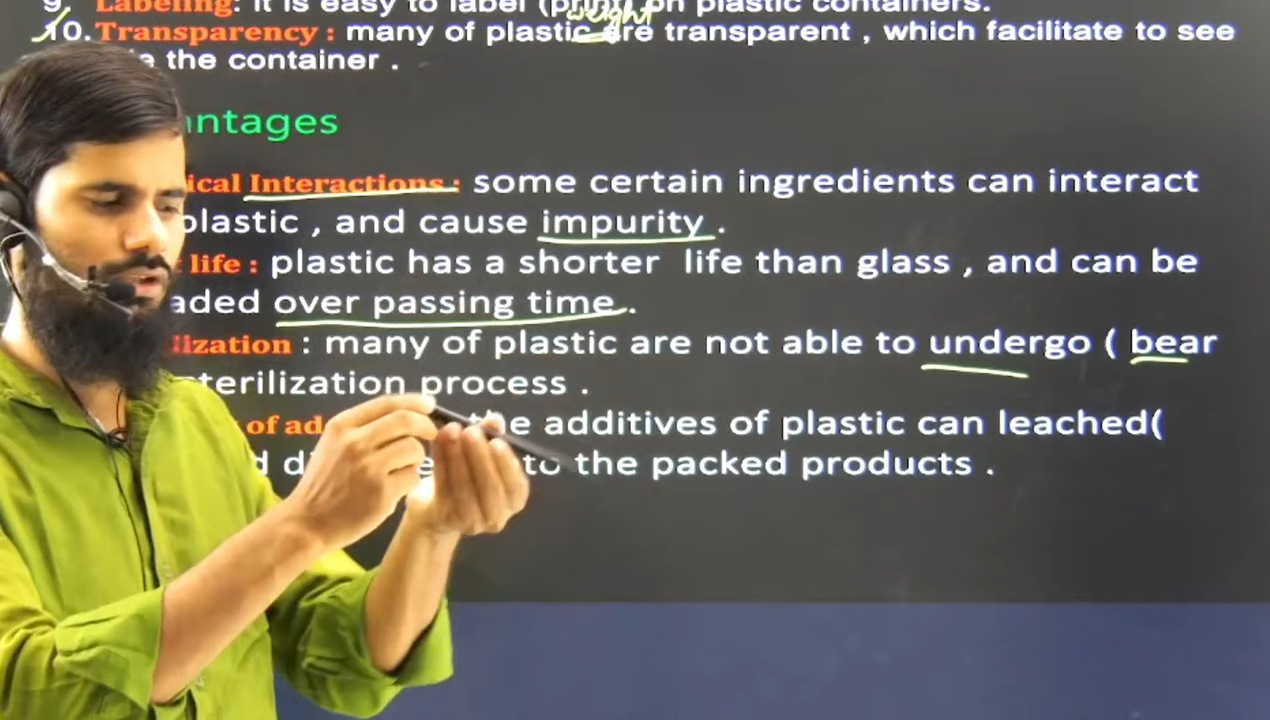 9. Labeling: it is easy to label (print) on plastic containers.
weight
10. Transparency : many of plastic are transparent , which facilitate to see
the container .
antages
ical Interactions : some certain ingredients can interact
plastic , and cause impurity .
life : plastic has a shorter life than glass , and can be
aded over passing time .
lization : many of plastic are not able to undergo ( bear
sterilization process .
of ad the additives of plastic can leached(
d to the packed products .